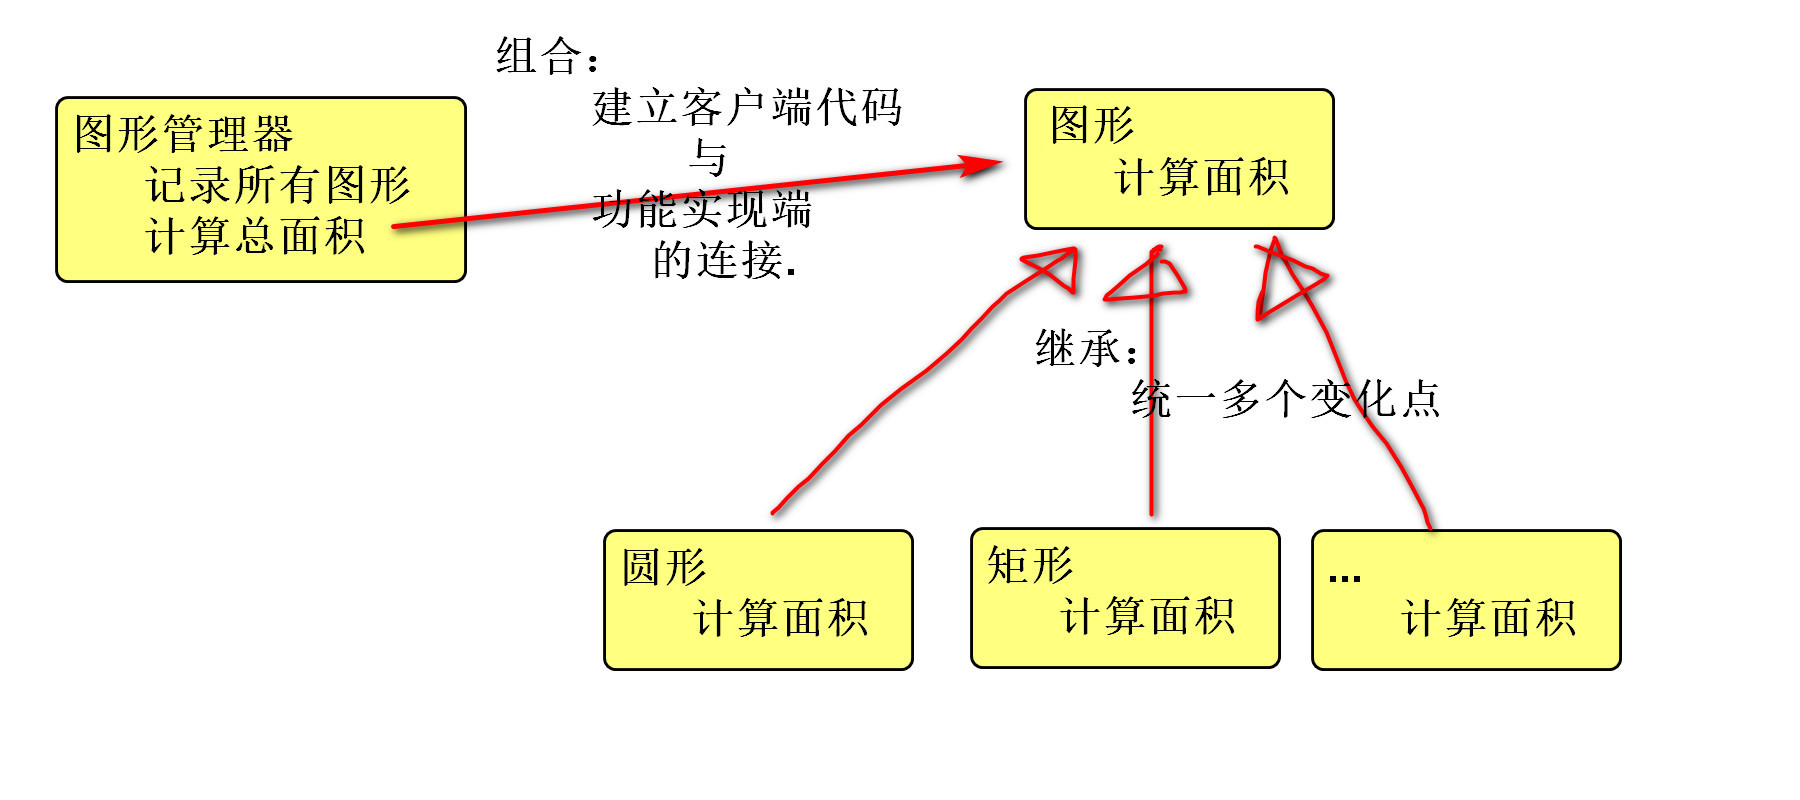 图形管理器
记录所有图形
计算总面积
组合：
建立客户端代码
与
功能实现端
的连接.
图形
计算面积
继承：
统一多个变化点
圆形
计算面积
矩形
计算面积
...
计算面积